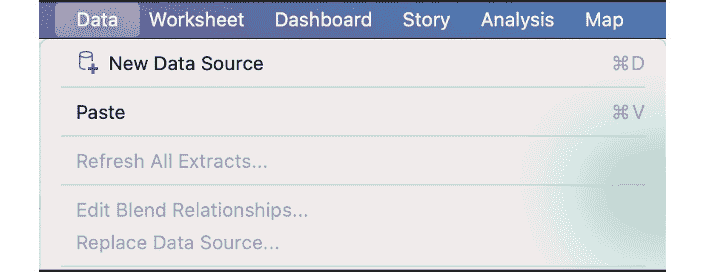 Data Worksheet Dashboard Story Analysis Map
New Data Source ⌘D
Paste ⌘V
Refresh All Extracts...
Edit Blend Relationships...
Replace Data Source...